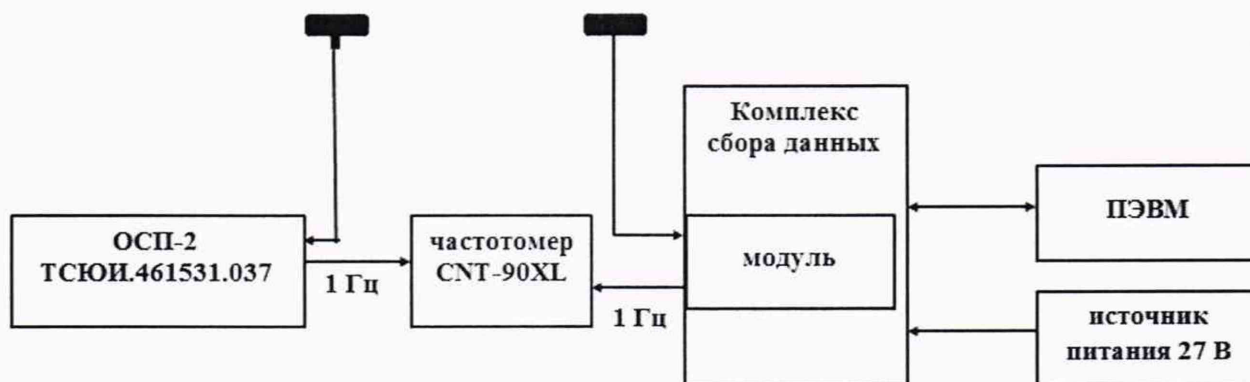 Комплекс
сбора данных
ОСП-2
ТСЮИ.461531.037
1 Гц
частотомер
CNT-90XL
1 Гц
модуль
ПЭВМ
источник
питания 27 В